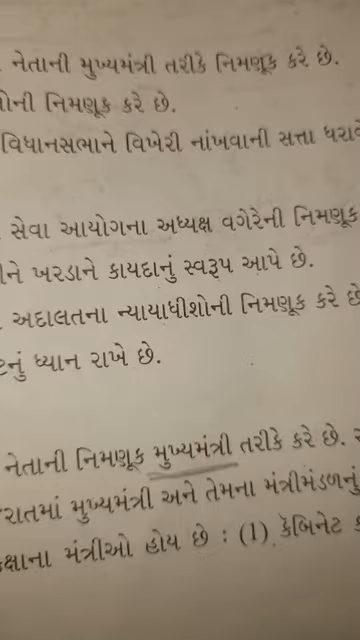 નેતાની મુખ્યમંત્રી તરીકે નિમણૂક કરે છે.
નિમણૂક કરે છે.
વિધાનસભાને વિખેરી નાંખવાની સત્તા
સેવા આયોગના અધ્યક્ષ વગેરેની નિમણૂક
ખરડાને કાયદાનું સ્વરૂપ આપે છે.
અદાલતના ન્યાયાધીશોની નિમણૂક કરે છે
ધ્યાન રાખે છે.
નેતાની નિમણૂક મુખ્યમંત્રી તરીકે કરે છે.
રાતમાં મુખ્યમંત્રી અને તેમના મંત્રીમંડળનું
ક્ષાના મંત્રીઓ હોય છે : (1) કૅબિનેટ